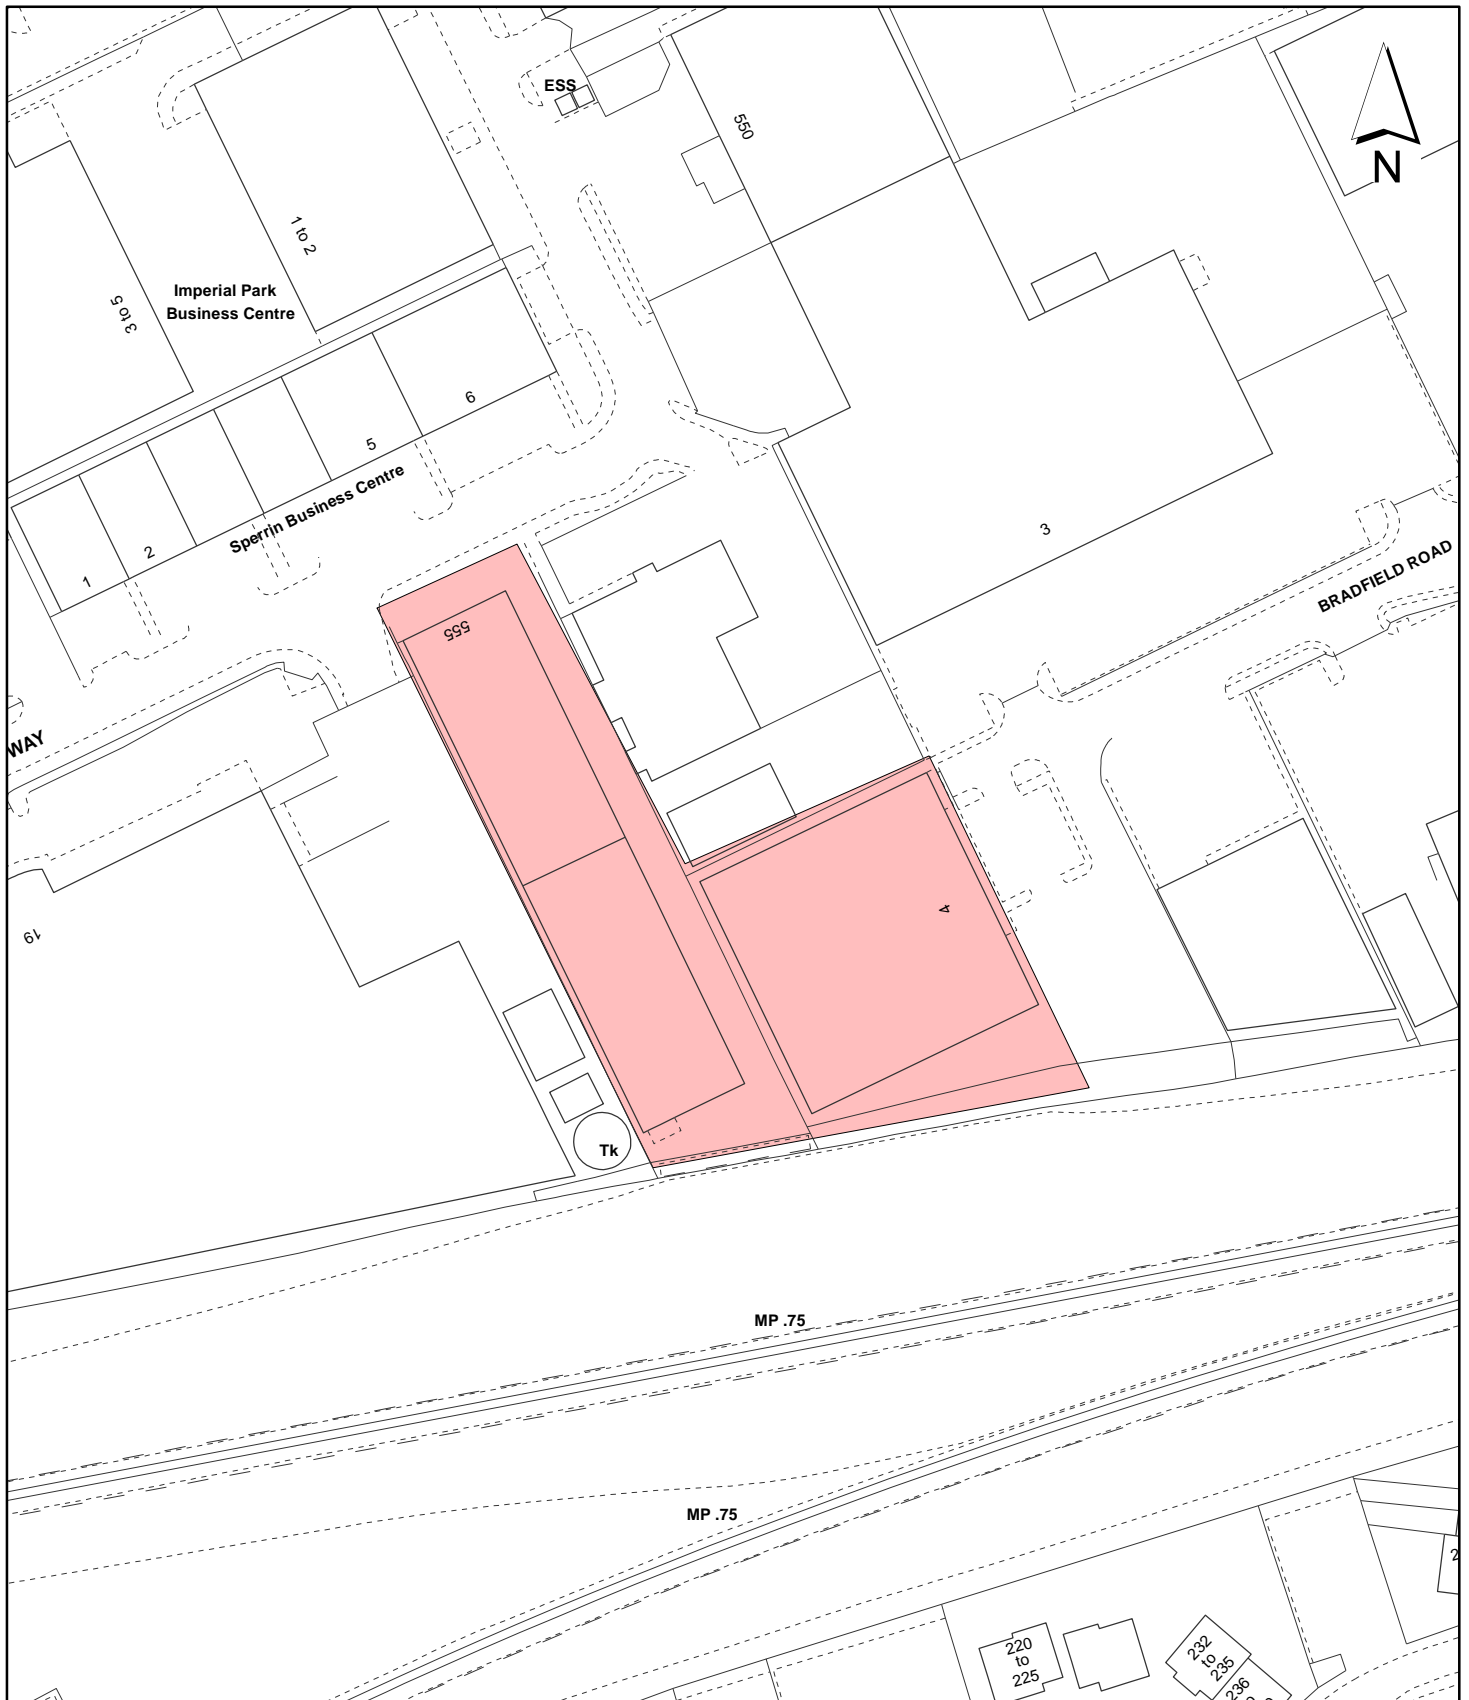 ESS
550
N
1 to 2
3 to 5
Imperial Park
Business Centre
6
5
Sperrin Business Centre
2
1
3
BRADFIELD ROAD
555
WAY
4
19
Tk
MP .75
MP .75
220
to
225
232
to
235
236